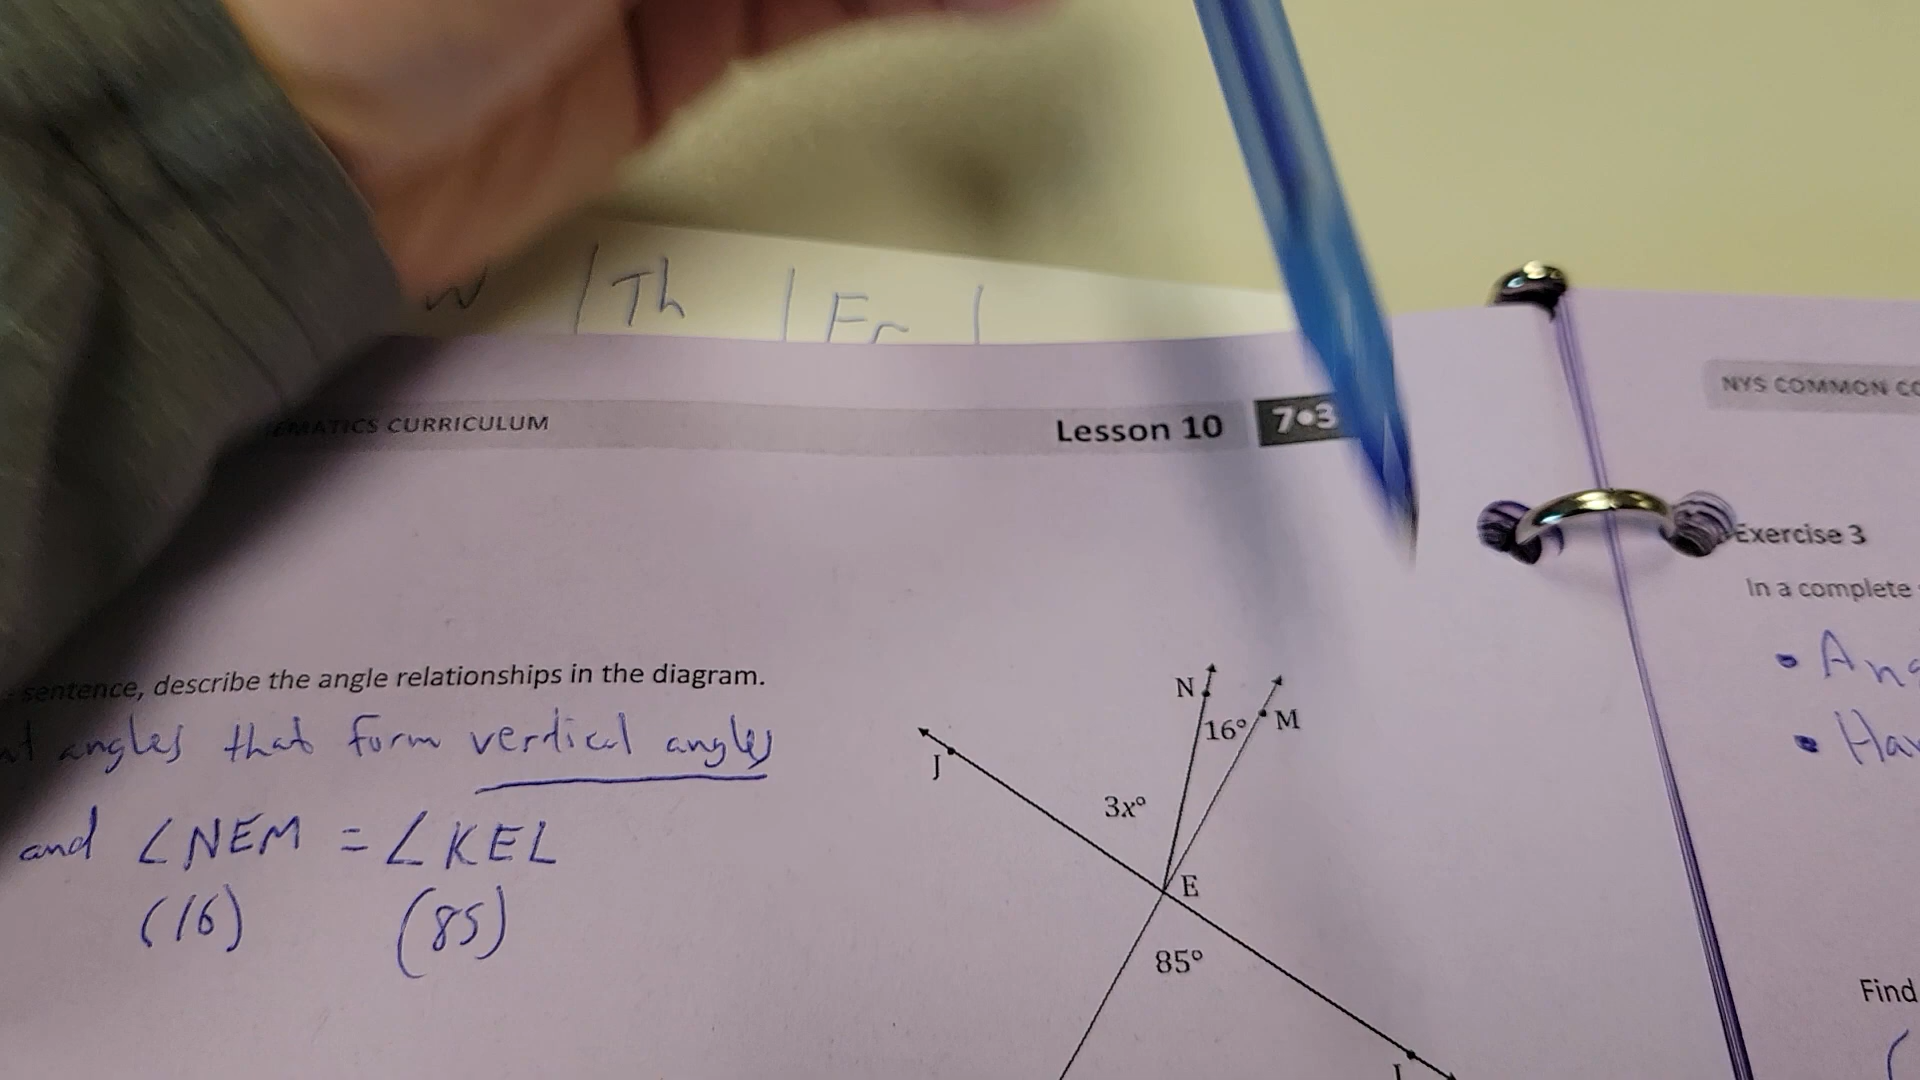 W | Th | Fr |
CURRICULUM
Lesson 10 7•3
NYS COMMON
Exercise 3
In a complete
sentence, describe the angle relationships in the diagram.
angles that form vertical angles
and ∠NEM = ∠KEL
(16) (85)
N
16°
M
J
3x°
E
85°
Find